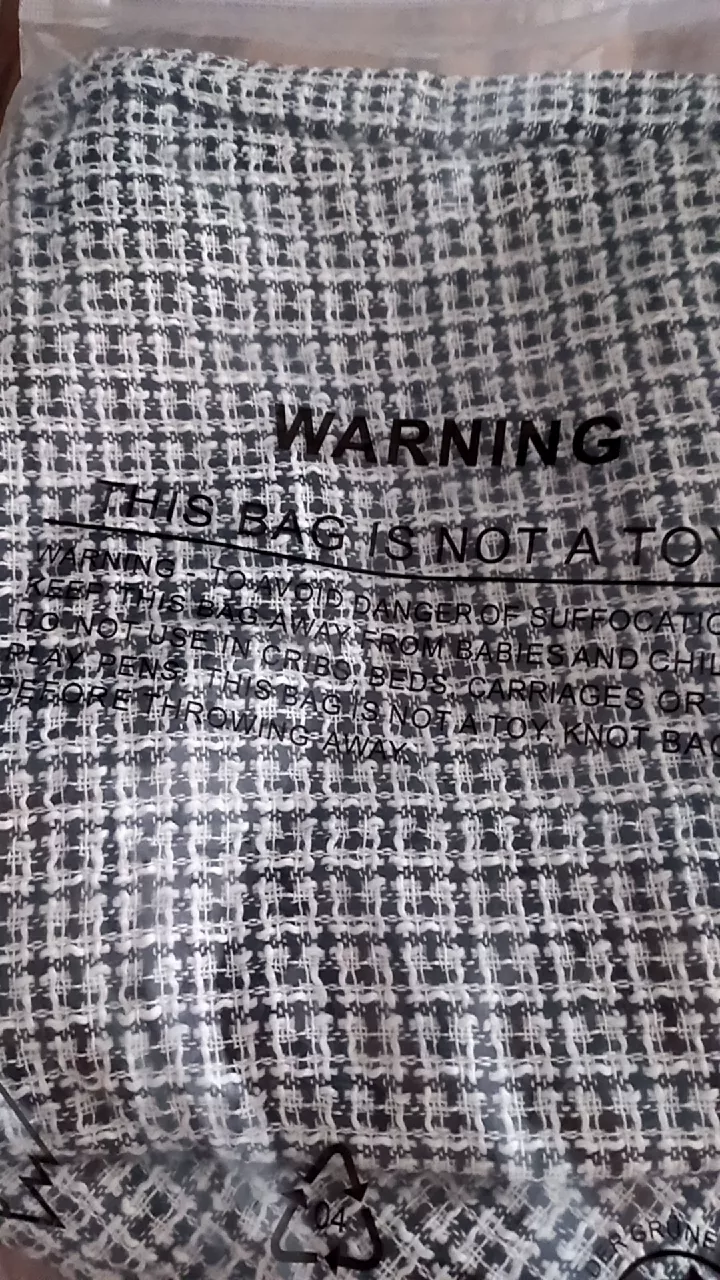 WARNING
THIS BAG IS NOT A TOY
WARNING - TO AVOID DANGER OF SUFFOCATIO
KEEP THIS BAG AWAY FROM BABIES AND CHIL
DO NOT USE IN CRIBS, BEDS, CARRIAGES OR
PLAY PENS. THIS BAG IS NOT A TOY. KNOT BAG
BEFORE THROWING AWAY.
04
DER GRÜNE